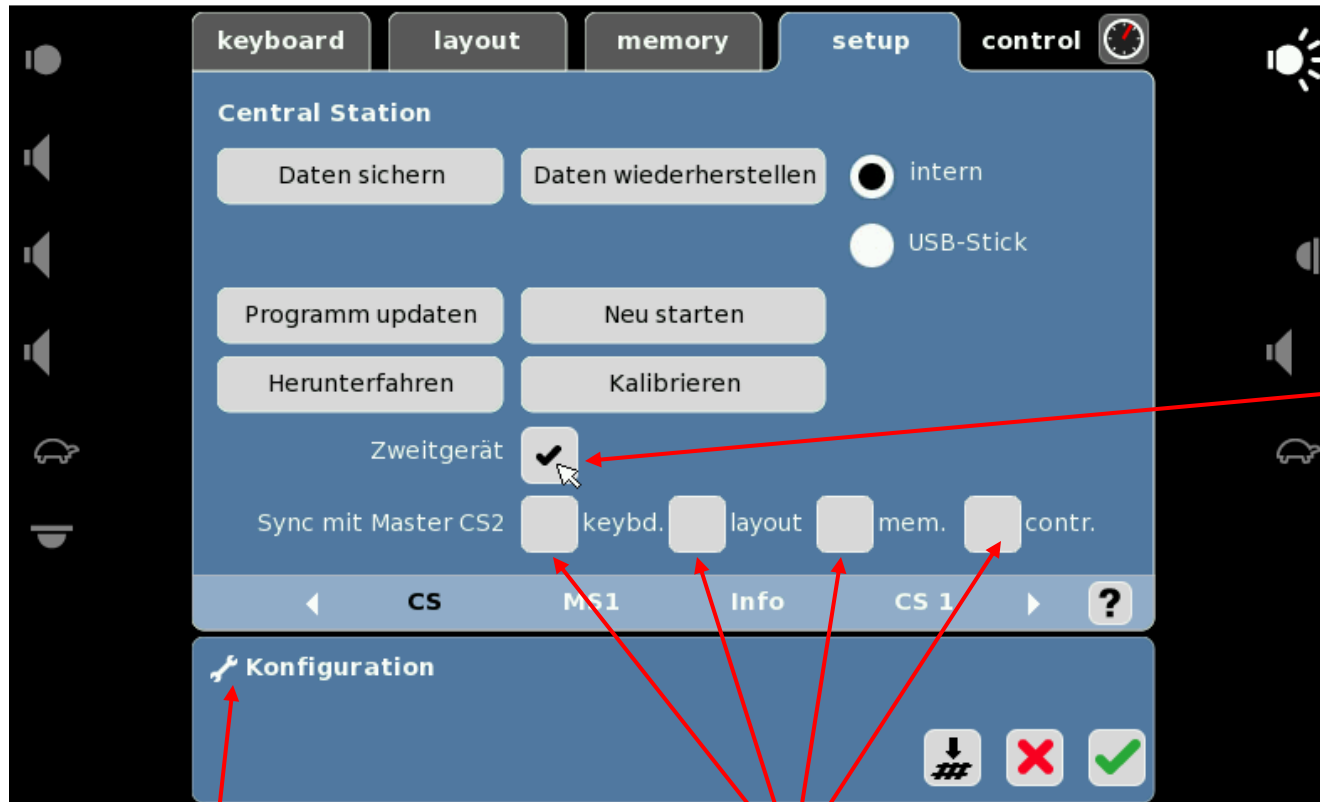 keyboard layout memory setup control
Central Station
Daten sichern Daten wiederherstellen intern
USB-Stick
Programm updaten Neu starten
Herunterfahren Kalibrieren
Zweitgerät
Sync mit Master CS2 keybd. layout mem. contr.
CS MS1 Info CS 1 ?
Konfiguration